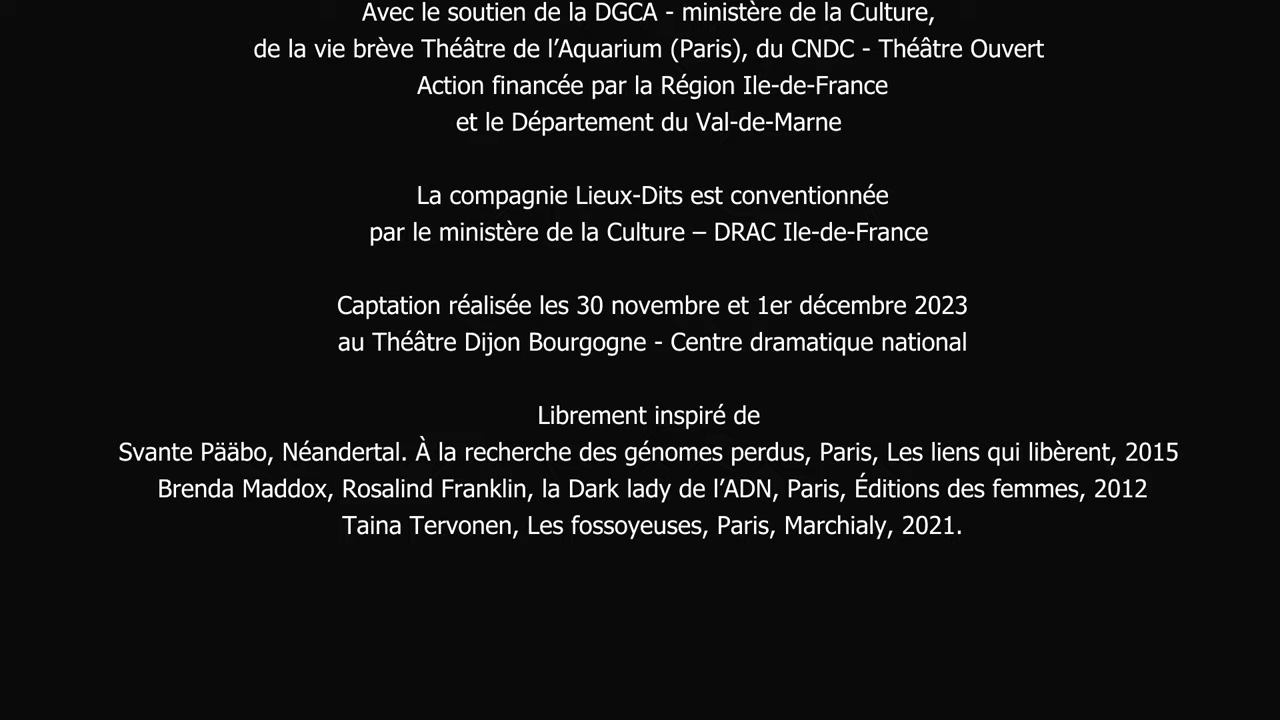 Avec le soutien de la DGCA - ministère de la Culture,
de la vie brève Théâtre de l’Aquarium (Paris), du CNDC - Théâtre Ouvert
Action financée par la Région Ile-de-France
et le Département du Val-de-Marne
La compagnie Lieux-Dits est conventionnée
par le ministère de la Culture – DRAC Ile-de-France
Captation réalisée les 30 novembre et 1er décembre 2023
au Théâtre Dijon Bourgogne - Centre dramatique national
Librement inspiré de
Svante Pääbo, Néandertal. À la recherche des génomes perdus, Paris, Les liens qui libèrent, 2015
Brenda Maddox, Rosalind Franklin, la Dark lady de l’ADN, Paris, Éditions des femmes, 2012
Taina Tervonen, Les fossoyeuses, Paris, Marchialy, 2021.